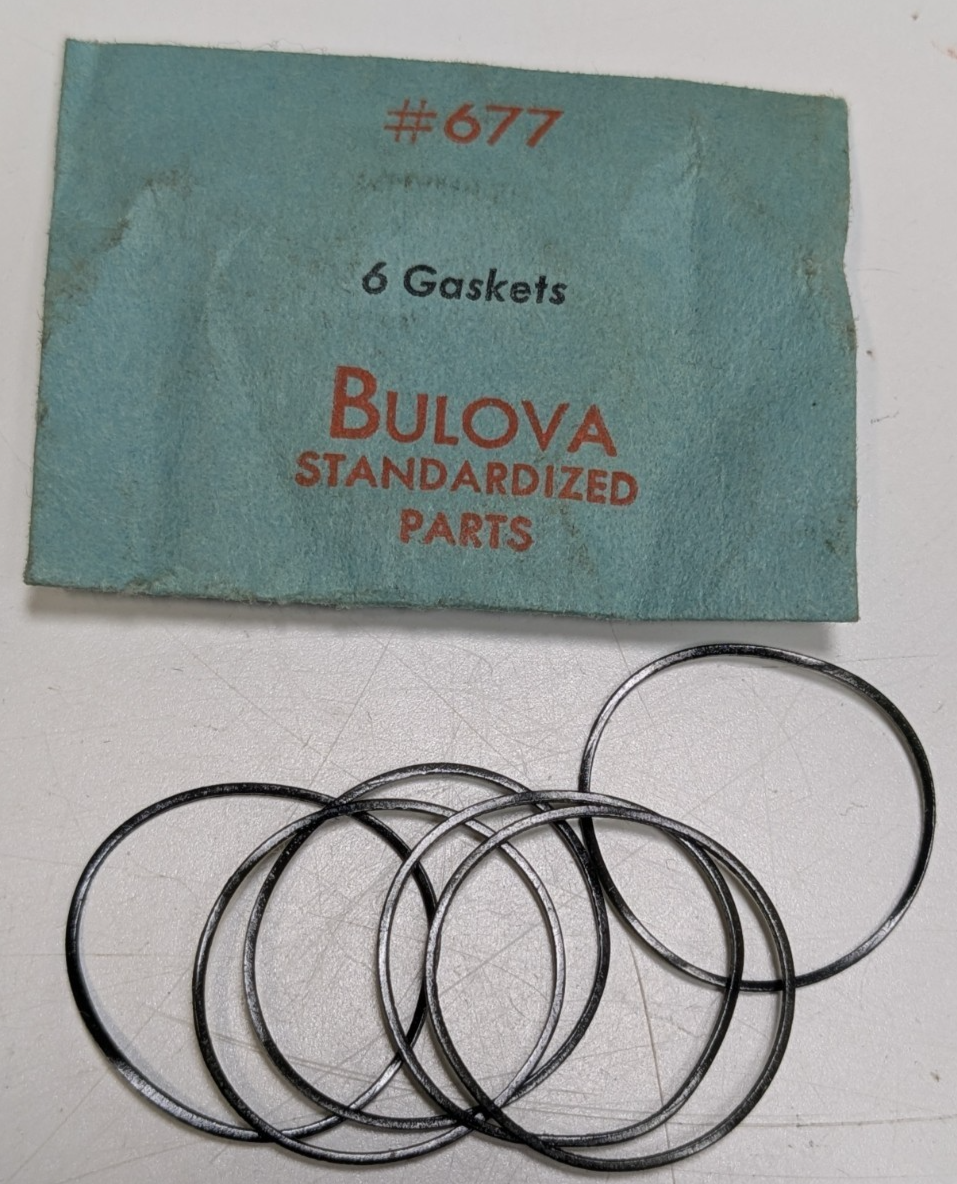 #677
6 Gaskets
BULOVA
STANDARDIZED
PARTS